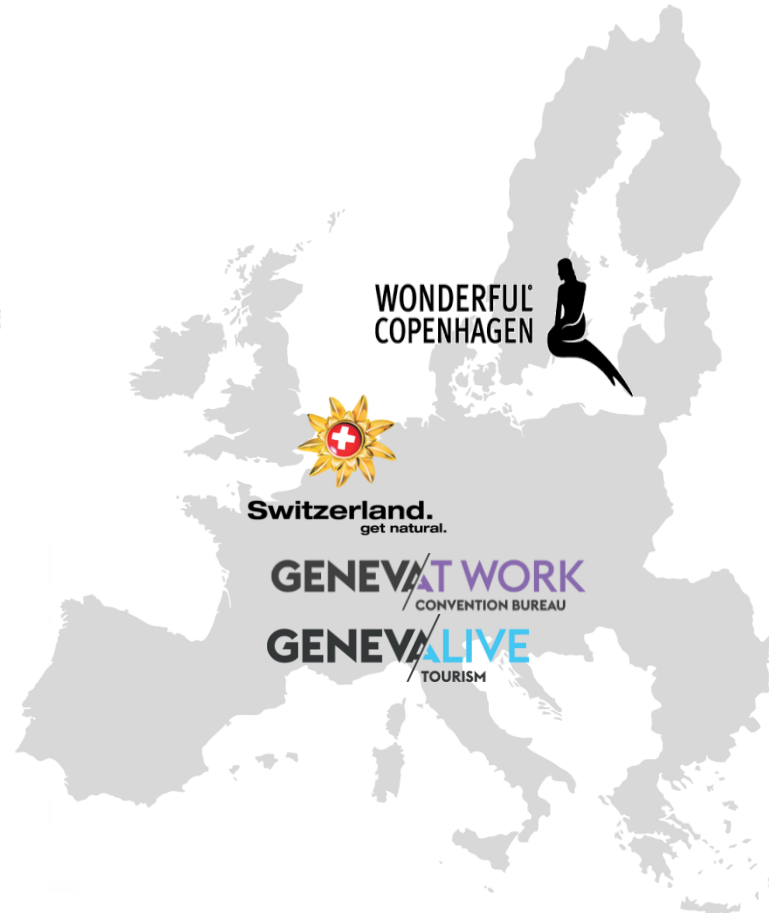 WONDERFUL®
COPENHAGEN
Switzerland.
get natural.
GENEVA/AT WORK
CONVENTION BUREAU
GENEVA/ALIVE
TOURISM